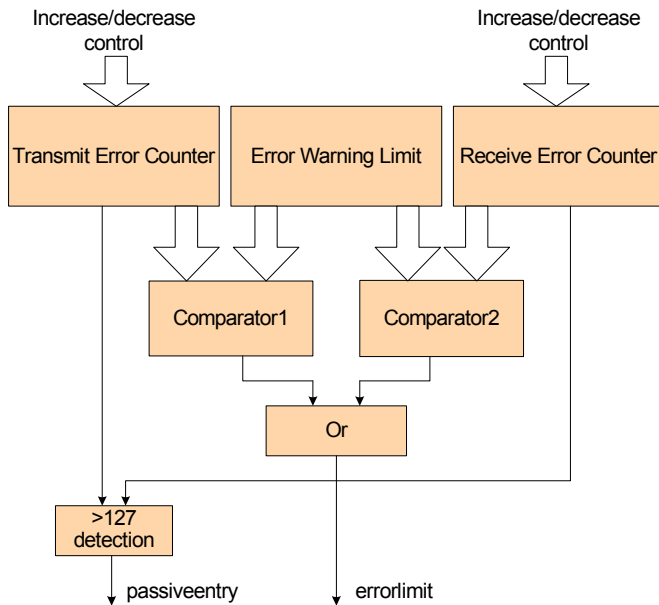 Increase/decrease
control
Increase/decrease
control
Transmit Error Counter
Error Warning Limit
Receive Error Counter
Comparator1
Comparator2
Or
>127
detection
passiveentry
errorlimit